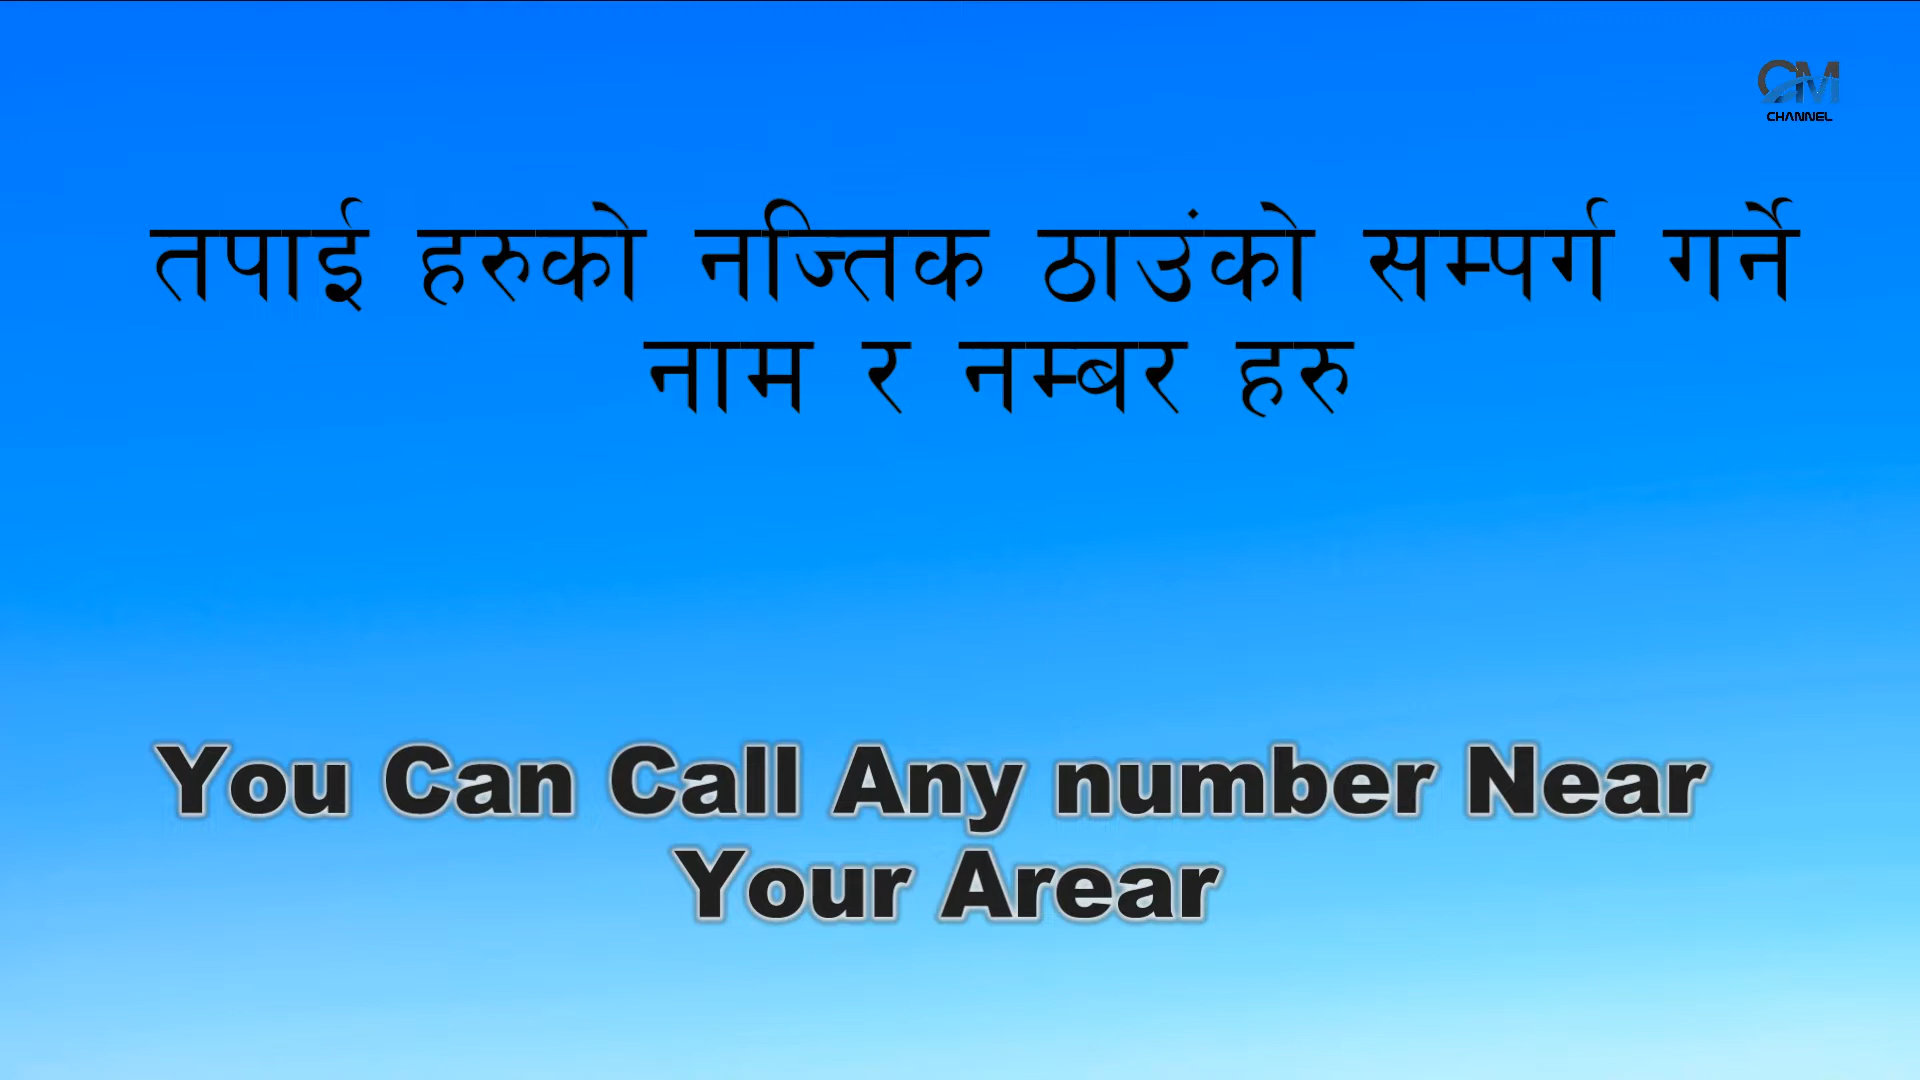 CM
CHANNEL
तपाई हरुको नज्तिक ठाउंको सम्पर्ग गर्ने
नाम र नम्बर हरु
You Can Call Any number Near
Your Arear